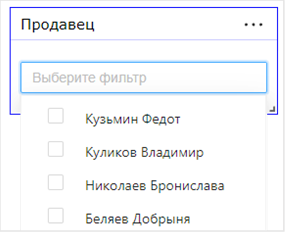 Продавец
Выберите фильтр
Кузьмин Федот
Куликов Владимир
Николаев Бронислава
Беляев Добрыня